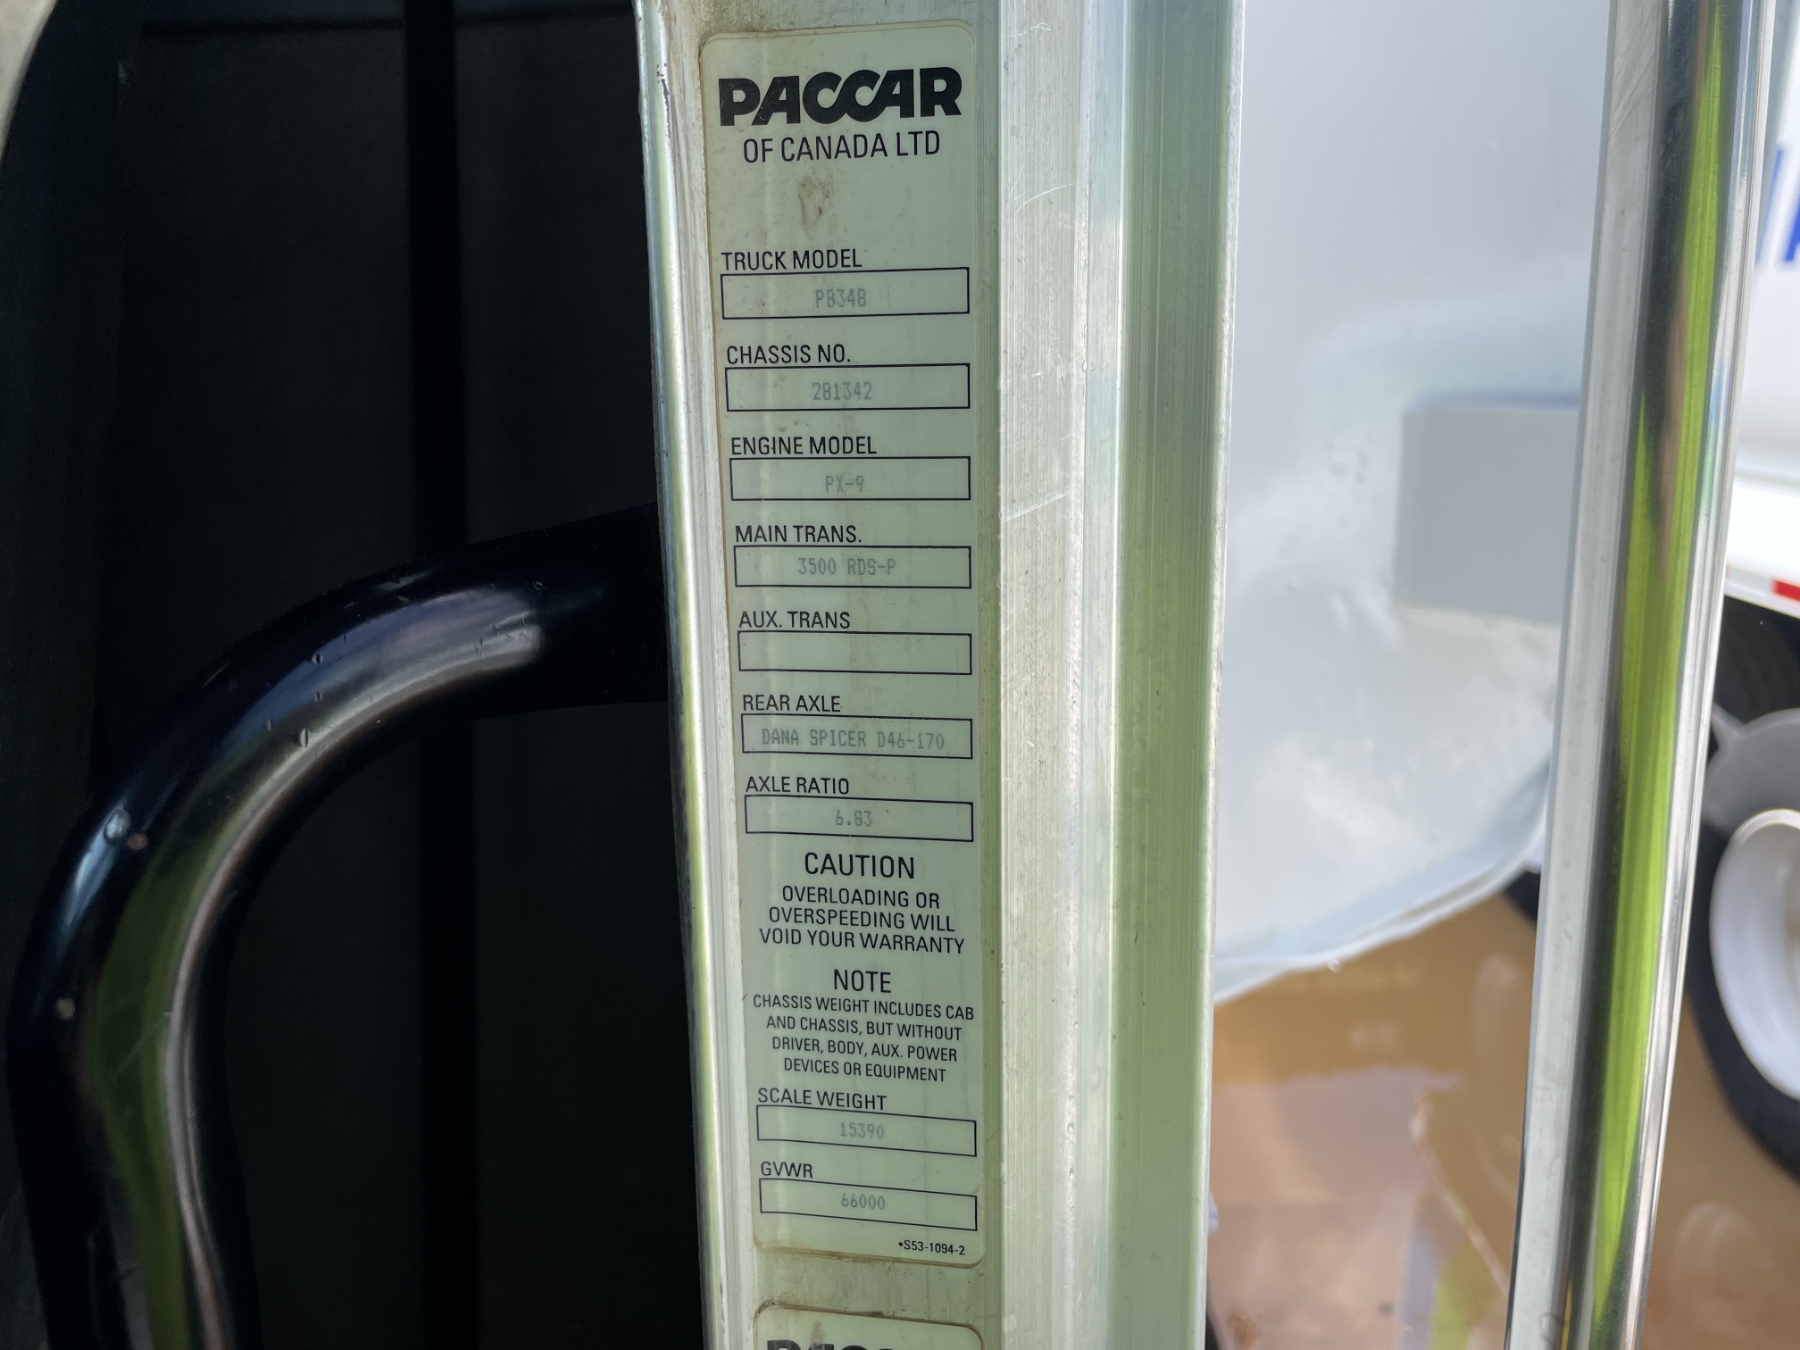 PACCAR
OF CANADA LTD
TRUCK MODEL
PB348
CHASSIS NO.
281342
ENGINE MODEL
PX-9
MAIN TRANS.
3500 RDS-P
AUX. TRANS
REAR AXLE
DANA SPICER D46-170
AXLE RATIO
6.83
CAUTION
OVERLOADING OR
OVERSPEEDING WILL
VOID YOUR WARRANTY
NOTE
CHASSIS WEIGHT INCLUDES CAB
AND CHASSIS, BUT WITHOUT
DRIVER, BODY, AUX. POWER
DEVICES OR EQUIPMENT
SCALE WEIGHT
15390
GVWR
66000
•S53-1094-2
PACCAR